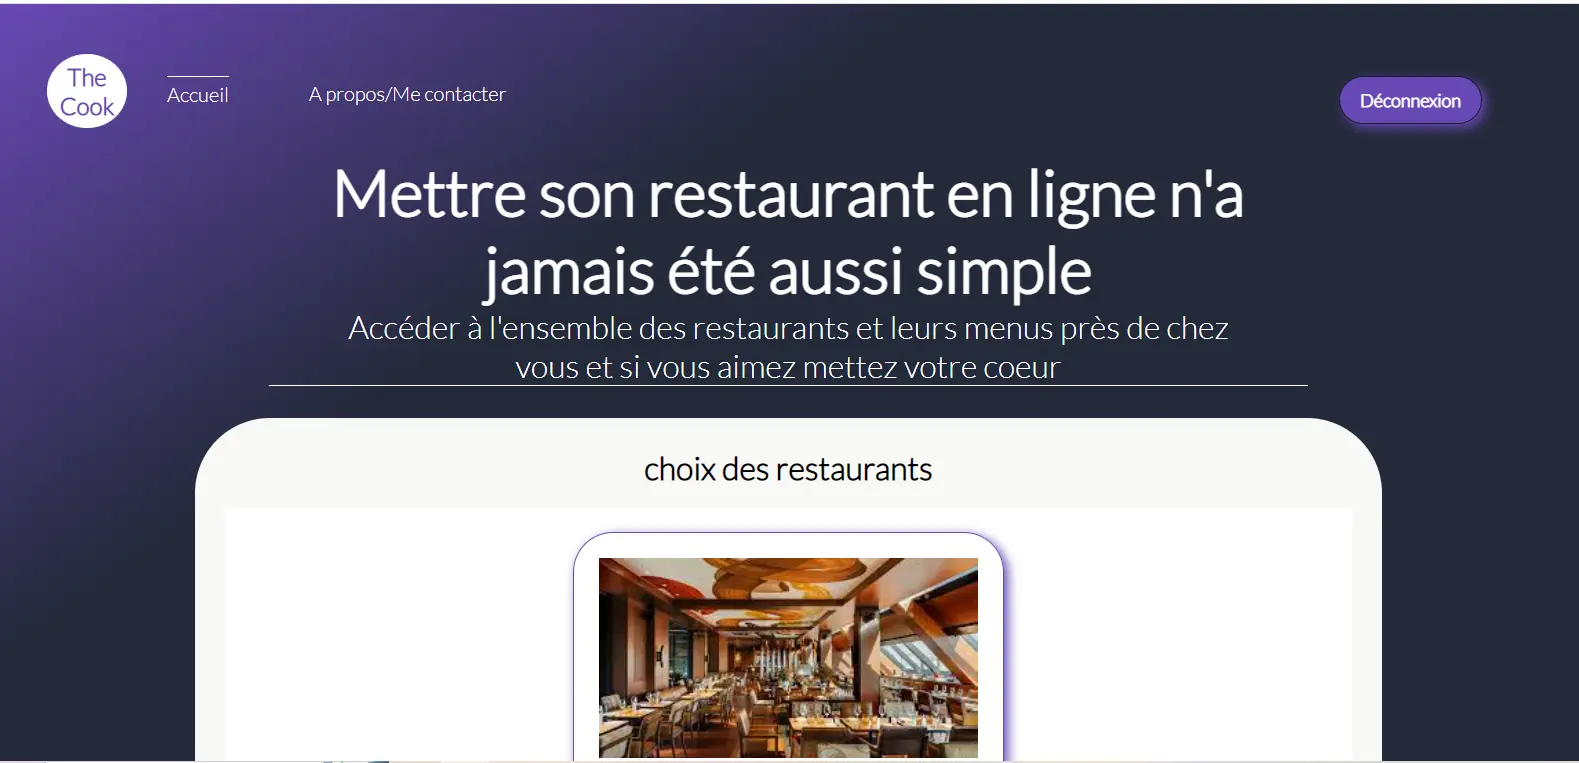 The
Cook
Accueil
A propos/Me contacter
Déconnexion
Mettre son restaurant en ligne n'a
jamais été aussi simple
Accéder à l'ensemble des restaurants et leurs menus près de chez
vous et si vous aimez mettez votre coeur
choix des restaurants